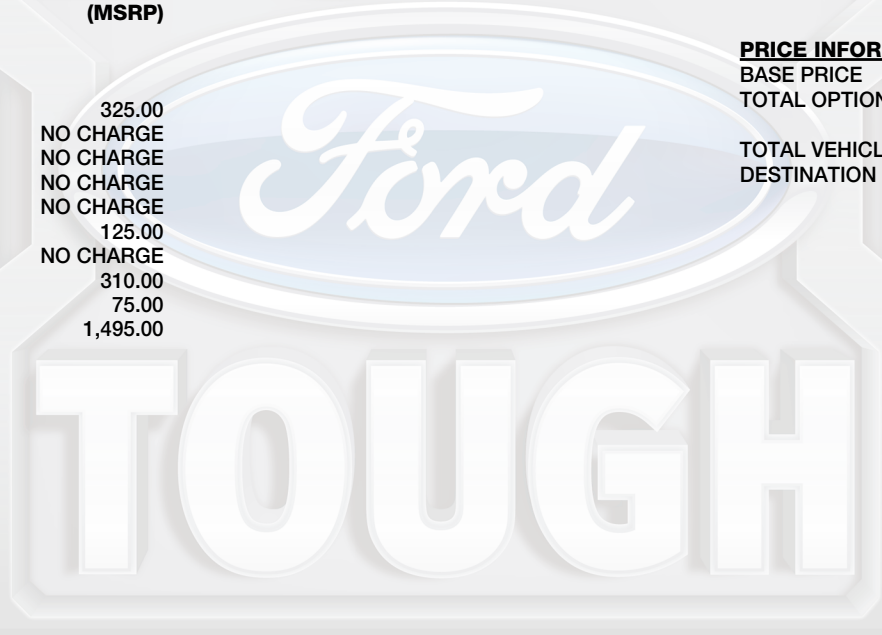 (MSRP)
325.00
NO CHARGE
NO CHARGE
NO CHARGE
NO CHARGE
125.00
NO CHARGE
310.00
75.00
1,495.00
PRICE INFOR
BASE PRICE
TOTAL OPTION
TOTAL VEHICL
DESTINATION
Ford
TOUGH